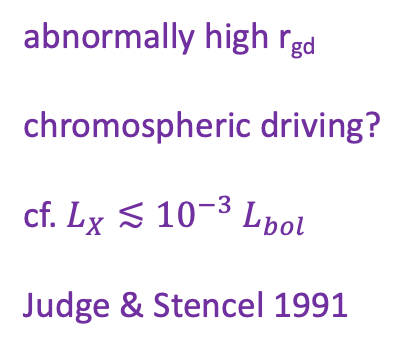 abnormally high r_gd
chromospheric driving?
cf. L_X ≲ 10^−3 L_bol
Judge & Stencel 1991